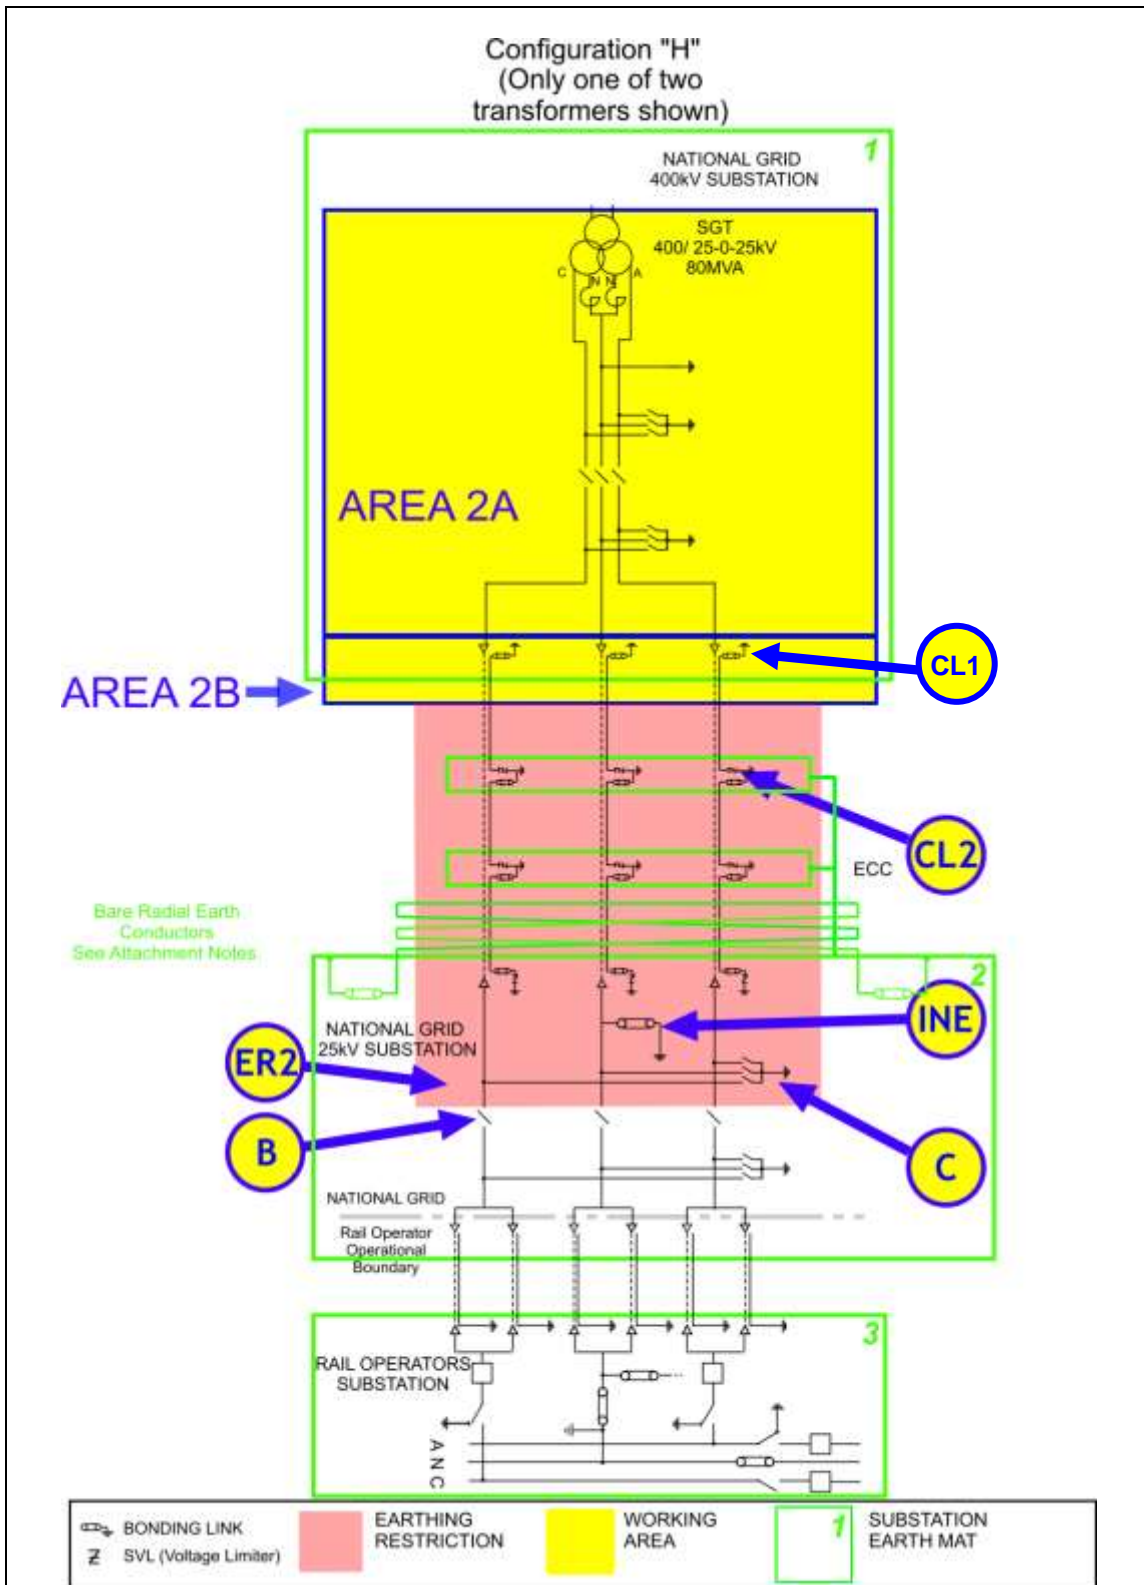 Configuration "H"
(Only one of two
transformers shown)
1
NATIONAL GRID
400kV SUBSTATION
SGT
400/ 25-0-25kV
80MVA
C
N N
A
AREA 2A
CL1
AREA 2B
CL2
ECC
Bare Radial Earth
Conductors
See Attachment Notes
2
INE
NATIONAL GRID
25kV SUBSTATION
ER2
B
C
NATIONAL GRID
Rail Operator
Operational
Boundary
3
RAIL OPERATORS
SUBSTATION
A
N
C
BONDING LINK
SVL (Voltage Limiter)
EARTHING
RESTRICTION
WORKING
AREA
1
SUBSTATION
EARTH MAT